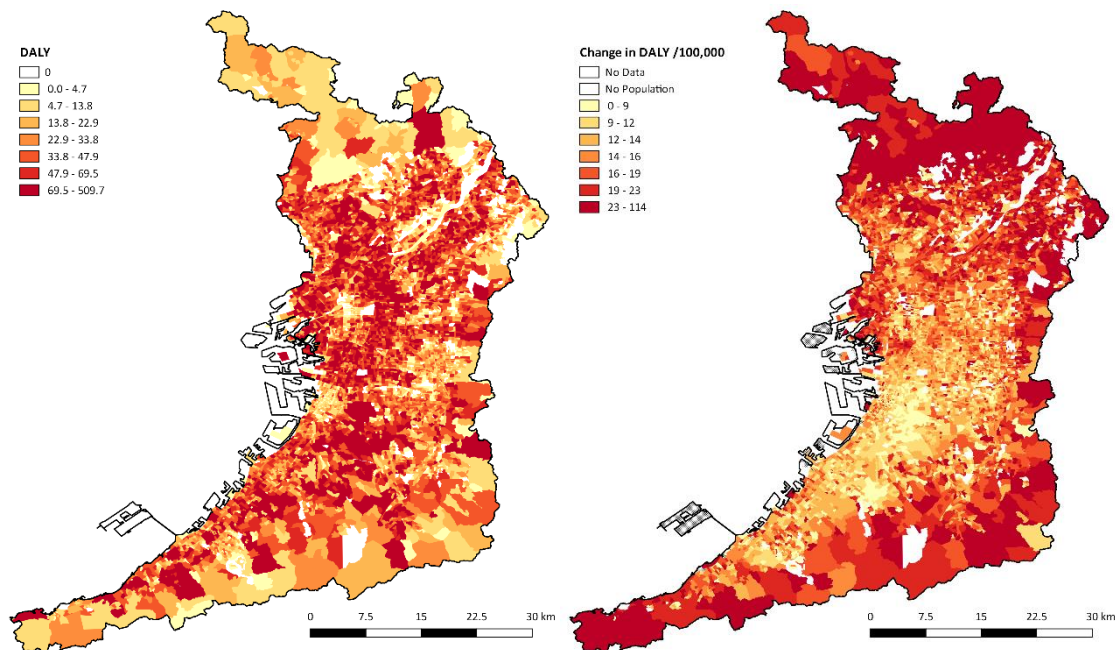 DALY
0
0.0 - 4.7
4.7 - 13.8
13.8 - 22.9
22.9 - 33.8
33.8 - 47.9
47.9 - 69.5
69.5 - 509.7
0 7.5 15 22.5 30 km
Change in DALY /100,000
No Data
No Population
0 - 9
9 - 12
12 - 14
14 - 16
16 - 19
19 - 23
23 - 114
0 7.5 15 22.5 30 km